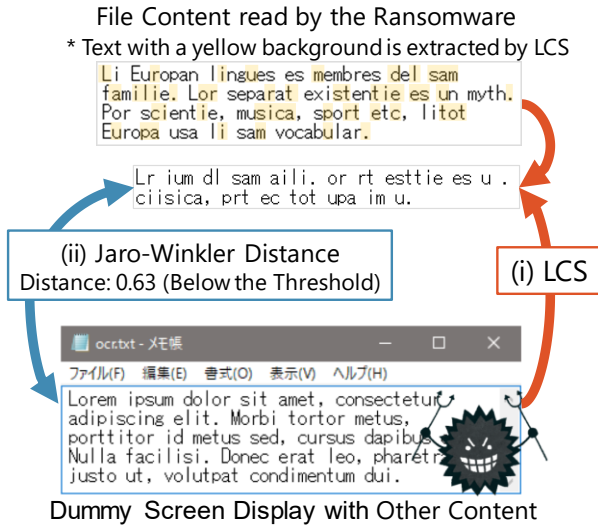 File Content read by the Ransomware
* Text with a yellow background is extracted by LCS
Li Europan lingues es membres del sam
familie. Lor separat existentie es un myth.
Por scientie, musica, sport etc, litot
Europa usa li sam vocabular.
Lr ium dl sam aili. or rt esttie es u .
ciisica, prt ec tot upa im u.
(ii) Jaro-Winkler Distance
Distance: 0.63 (Below the Threshold)
(i) LCS
ocr.txt - メモ帳
ファイル(F) 編集(E) 書式(O) 表示(V) ヘルプ(H)
Lorem ipsum dolor sit amet, consectetur
adipiscing elit. Morbi tortor metus,
porttitor id metus sed, cursus dapibus
Nulla facilisi. Donec erat leo, pharetra
justo ut, volutpat condimentum dui.
Dummy Screen Display with Other Content